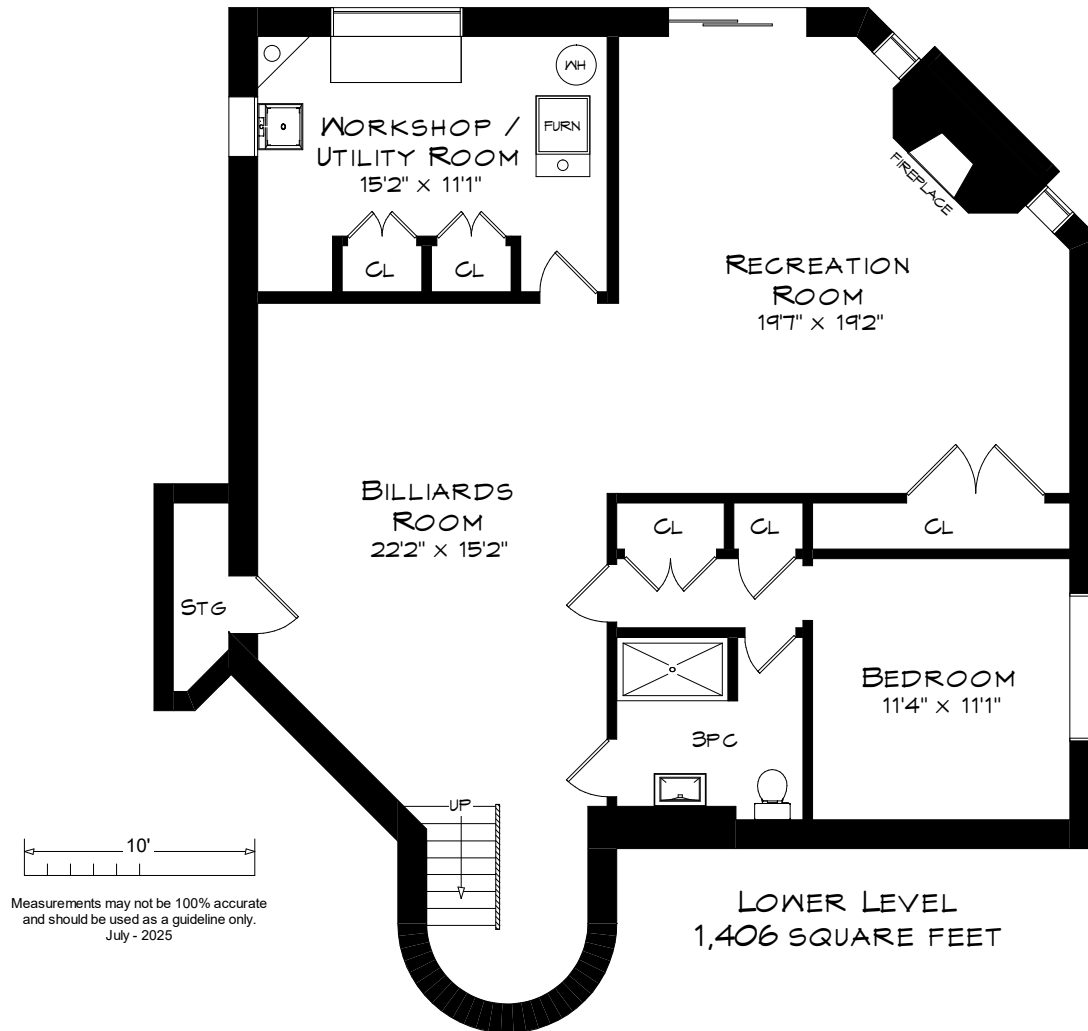 WH
FURN
WORKSHOP /
UTILITY ROOM
15'2" × 11'1"
CL
CL
FIREPLACE
RECREATION
ROOM
19'7" × 19'2"
BILLIARDS
ROOM
22'2" × 15'2"
CL
CL
CL
STG
BEDROOM
11'4" × 11'1"
3PC
UP
10'
Measurements may not be 100% accurate
and should be used as a guideline only.
July - 2025
LOWER LEVEL
1,406 SQUARE FEET